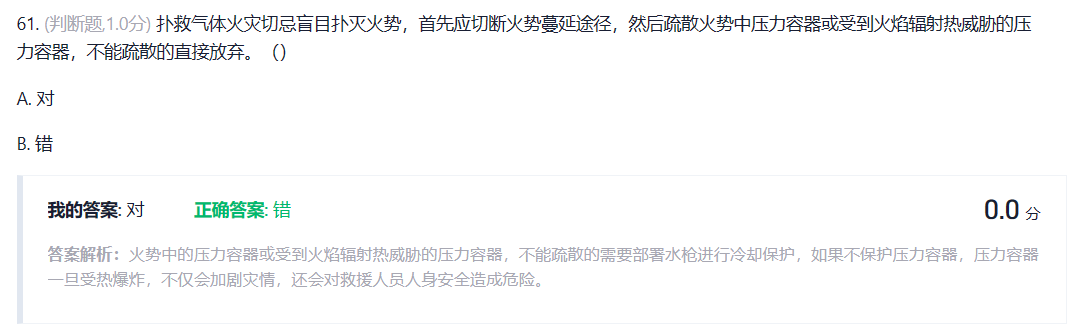 61. (判断题,1.0分) 扑救气体火灾切忌盲目扑灭火势，首先应切断火势蔓延途径，然后疏散火势中压力容器或受到火焰辐射热威胁的压
力容器，不能疏散的直接放弃。（）
A. 对
B. 错
我的答案: 对 正确答案: 错 0.0 分
答案解析：火势中的压力容器或受到火焰辐射热威胁的压力容器，不能疏散的需要部署水枪进行冷却保护，如果不保护压力容器，压力容器
一旦受热爆炸，不仅会加剧灾情，还会对救援人员人身安全造成危险。